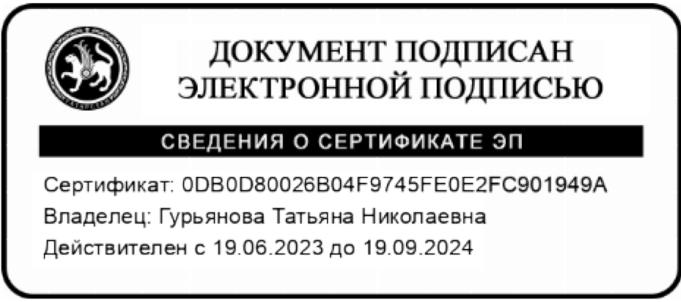 ДОКУМЕНТ ПОДПИСАН
ЭЛЕКТРОННОЙ ПОДПИСЬЮ
СВЕДЕНИЯ О СЕРТИФИКАТЕ ЭП
Сертификат: 0DB0D80026B04F9745FE0E2FC901949A
Владелец: Гурьянова Татьяна Николаевна
Действителен с 19.06.2023 до 19.09.2024